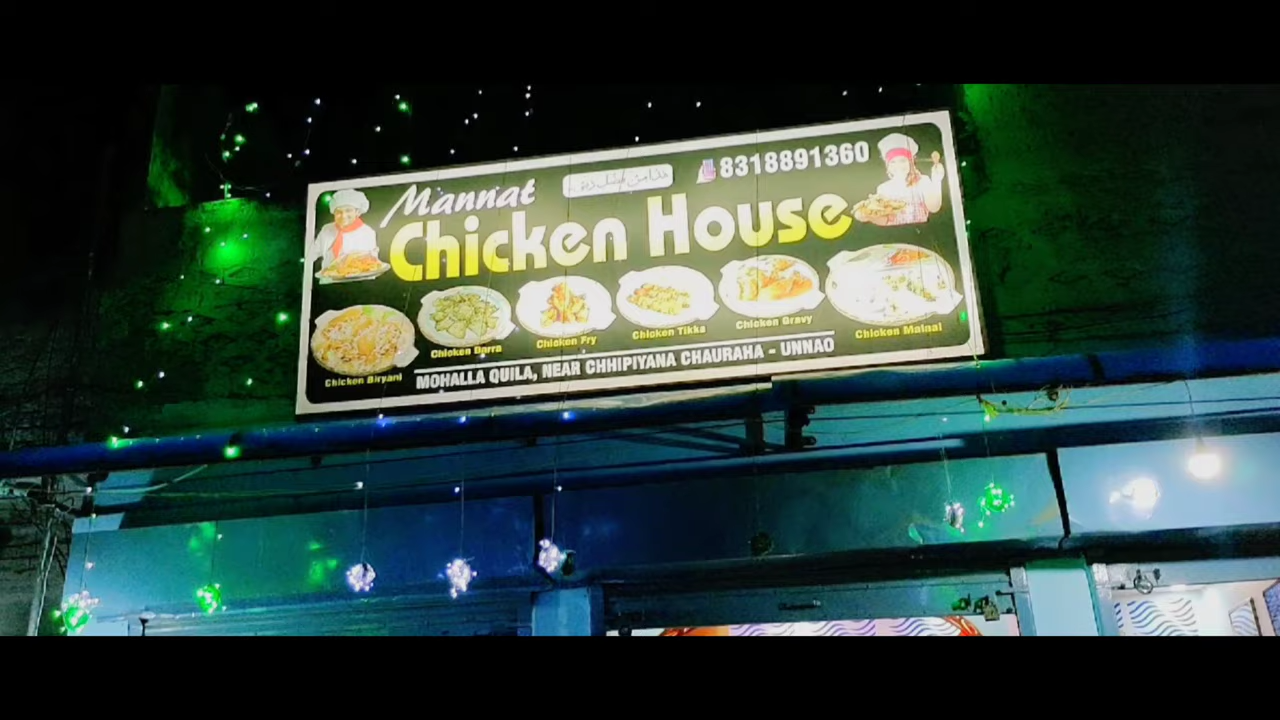 Mannat
8318891360
Chicken House
Chicken Biryani
Chicken Barra
Chicken Fry
Chicken Tikka
Chicken Gravy
Chicken Mainai
MOHALLA QUILA, NEAR CHHIPIYANA CHAURAHA - UNNAO